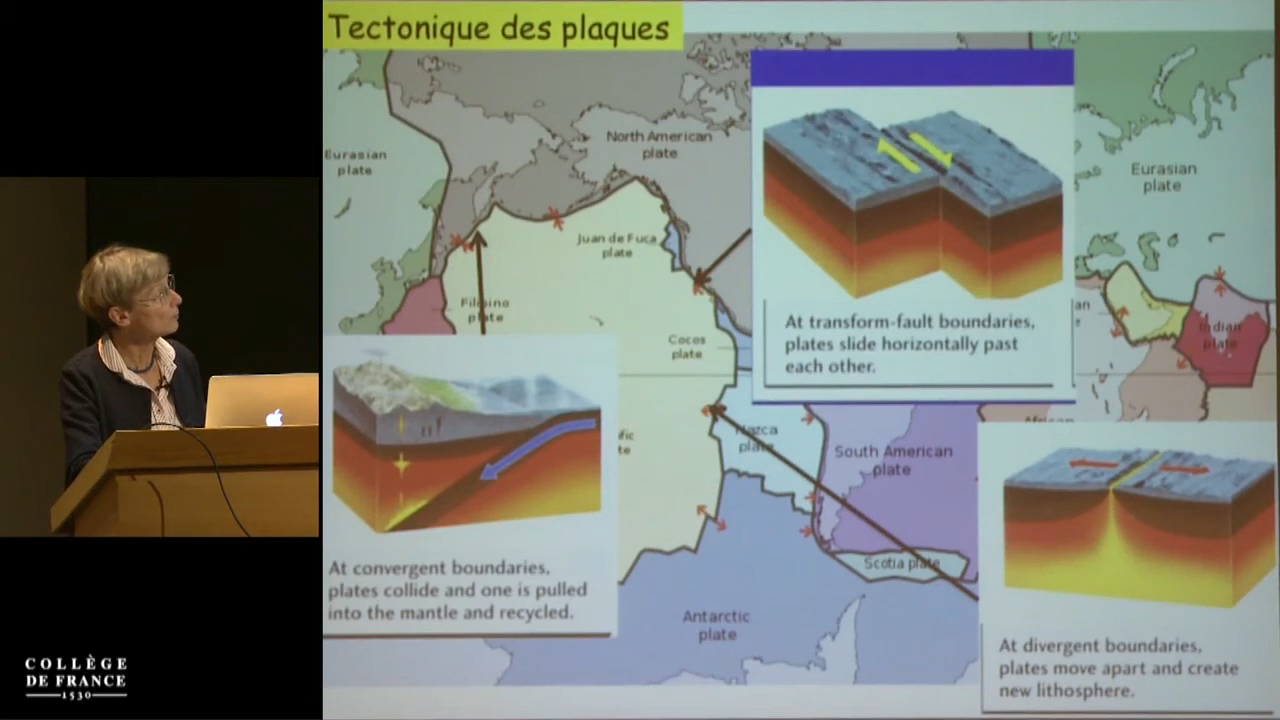 Tectonique des plaques
North American
plate
Eurasian
plate
Eurasian
plate
Juan de Fuca
plate
Filipino
plate
Cocos
plate
At transform-fault boundaries,
plates slide horizontally past
each other.
Indian
plate
Nazca
plate
South American
plate
Scotia plate
Antarctic
plate
At convergent boundaries,
plates collide and one is pulled
into the mantle and recycled.
At divergent boundaries,
plates move apart and create
new lithosphere.
COLLÈGE
DE FRANCE
1530